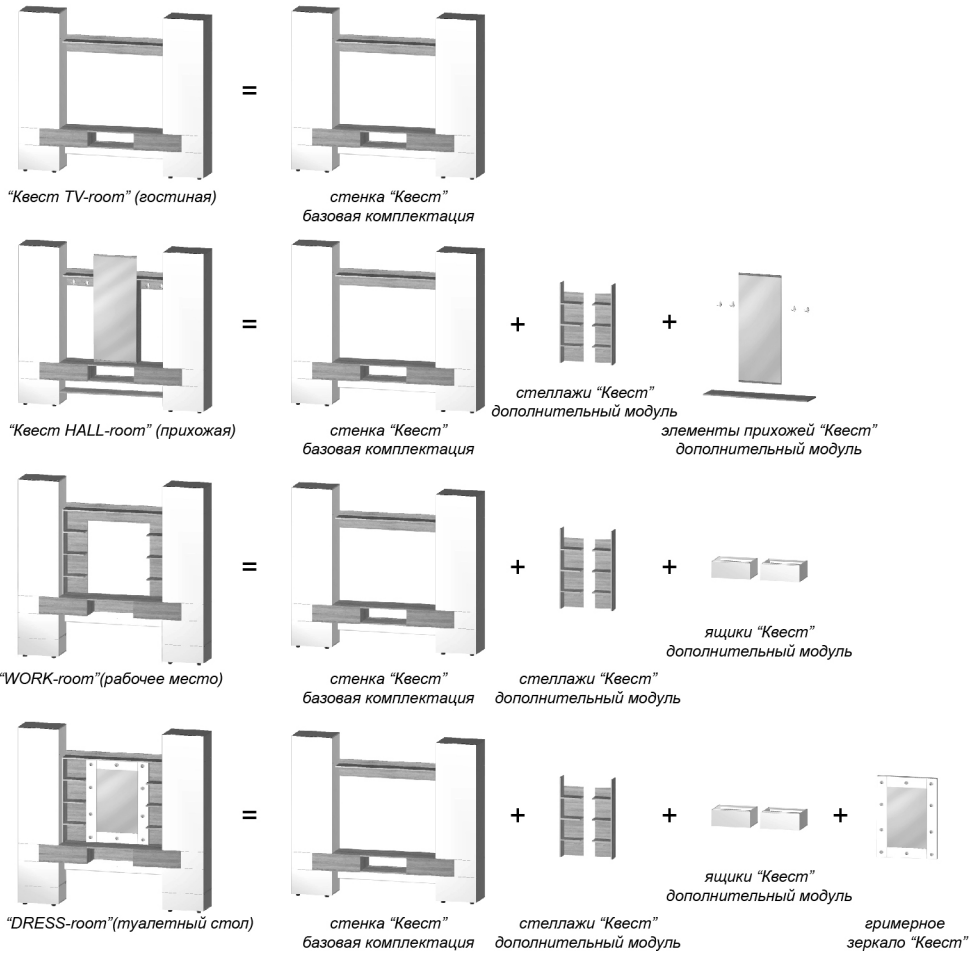 =
“Квест TV-room” (гостиная)
стенка “Квест”
базовая комплектация
= + +
стеллажи “Квест”
дополнительный модуль
“Квест HALL-room” (прихожая)
стенка “Квест”
базовая комплектация
элементы прихожей “Квест”
дополнительный модуль
= + +
ящики “Квест”
дополнительный модуль
“WORK-room”(рабочее место)
стенка “Квест”
базовая комплектация
стеллажи “Квест”
дополнительный модуль
= + + +
ящики “Квест”
дополнительный модуль
“DRESS-room”(туалетный стол)
стенка “Квест”
базовая комплектация
стеллажи “Квест”
дополнительный модуль
гримерное
зеркало “Квест”